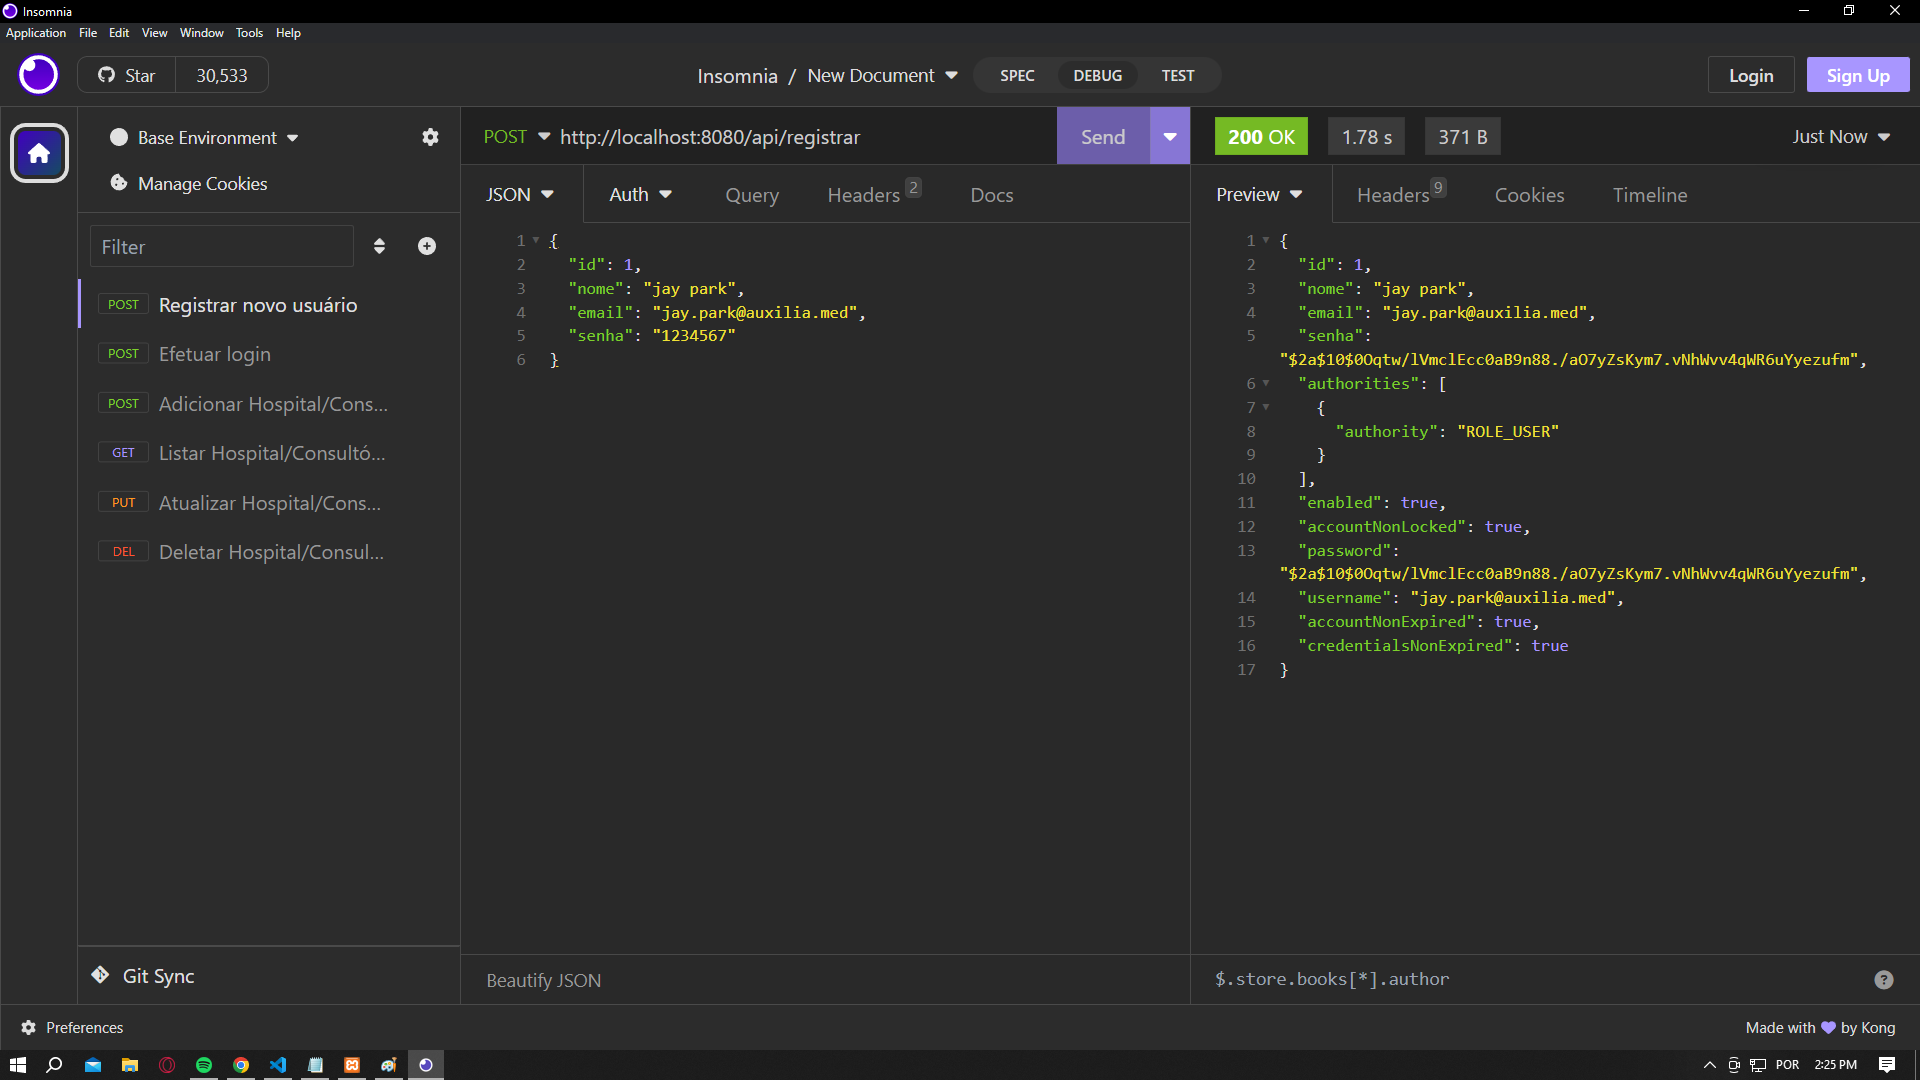 Insomnia
Application File Edit View Window Tools Help
Star 30,533
Insomnia / New Document
SPEC DEBUG TEST
Login Sign Up
Base Environment
Manage Cookies
Filter
POST Registrar novo usuário
POST Efetuar login
POST Adicionar Hospital/Cons...
GET Listar Hospital/Consultó...
PUT Atualizar Hospital/Cons...
DEL Deletar Hospital/Consul...
Git Sync
POST http://localhost:8080/api/registrar Send
JSON Auth Query Headers 2 Docs
1 {
2 "id": 1,
3 "nome": "jay park",
4 "email": "jay.park@auxilia.med",
5 "senha": "1234567"
6 }
Beautify JSON
200 OK 1.78 s 371 B Just Now
Preview Headers 9 Cookies Timeline
1 {
2 "id": 1,
3 "nome": "jay park",
4 "email": "jay.park@auxilia.med",
5 "senha":
"$2a$10$0Oqtw/lVmclEcc0aB9n88./aO7yZsKym7.vNhWvv4qWR6uYyezufm",
6 "authorities": [
7 {
8 "authority": "ROLE_USER"
9 }
10 ],
11 "enabled": true,
12 "accountNonLocked": true,
13 "password":
"$2a$10$0Oqtw/lVmclEcc0aB9n88./aO7yZsKym7.vNhWvv4qWR6uYyezufm",
14 "username": "jay.park@auxilia.med",
15 "accountNonExpired": true,
16 "credentialsNonExpired": true
17 }
$.store.books[*].author
Preferences
Made with by Kong
POR 2:25 PM